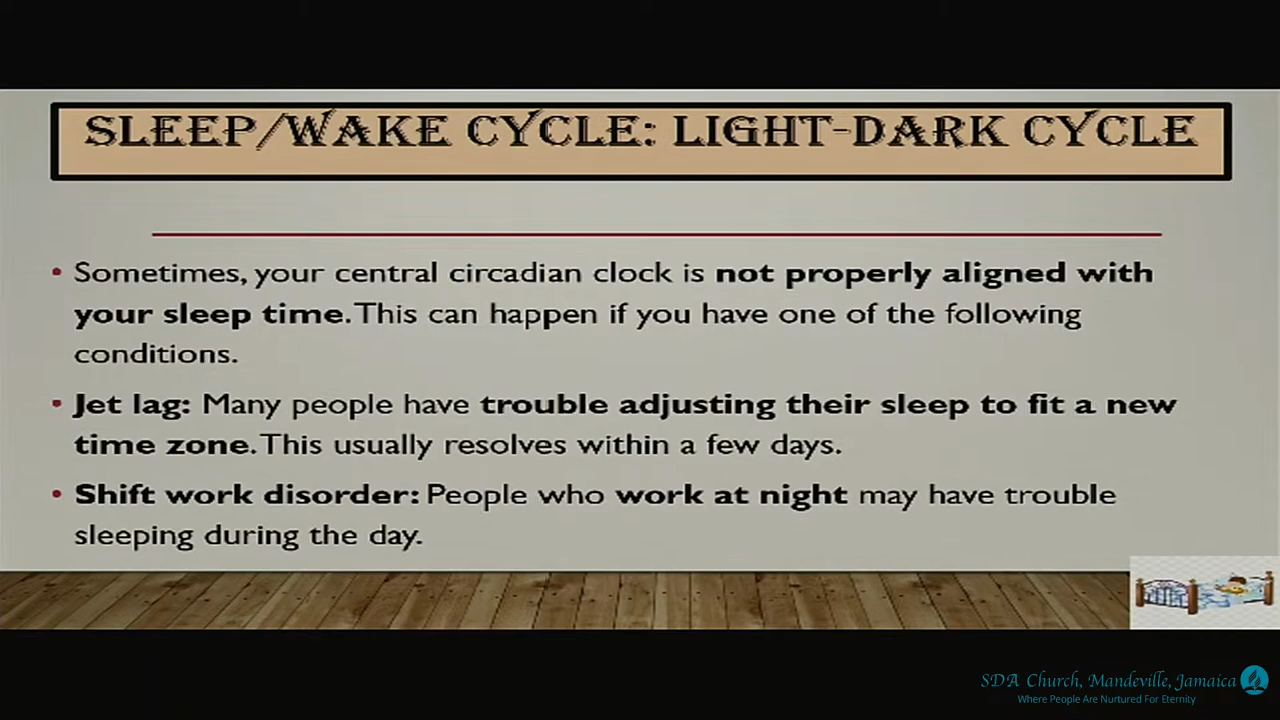 SLEEP/WAKE CYCLE: LIGHT-DARK CYCLE
• Sometimes, your central circadian clock is not properly aligned with
your sleep time. This can happen if you have one of the following
conditions.
• Jet lag: Many people have trouble adjusting their sleep to fit a new
time zone. This usually resolves within a few days.
• Shift work disorder: People who work at night may have trouble
sleeping during the day.
SDA Church, Mandeville, Jamaica
Where People Are Nurtured For Eternity